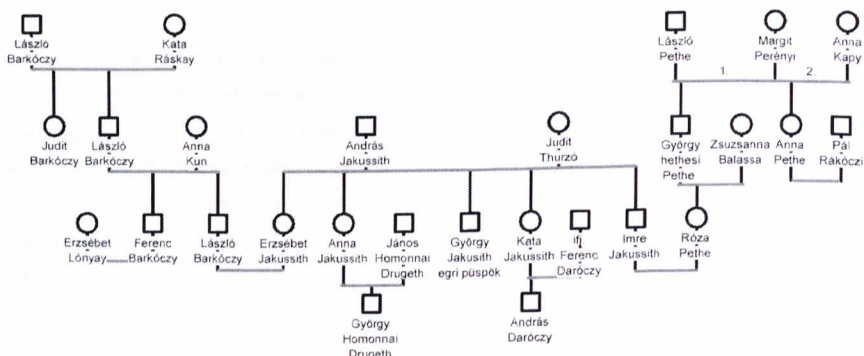 László
Barkóczy
Kata
Ráskay
László
Pethe
Margit
Perényi
Anna
Kapy
1
2
Judit
Barkóczy
László
Barkóczy
Anna
Kun
András
Jakussith
Judit
Thurzó
György
hethesi
Pethe
Zsuzsanna
Balassa
Anna
Pethe
Pál
Rákóczi
Erzsébet
Lónyay
Ferenc
Barkóczy
László
Barkóczy
Erzsébet
Jakussith
Anna
Jakussith
János
Homonnai
Drugeth
György
Jakusith
egri püspök
Kata
Jakussith
ifj
Ferenc
Daróczy
Imre
Jakussith
Róza
Pethe
György
Homonnai
Drugeth
András
Daróczy